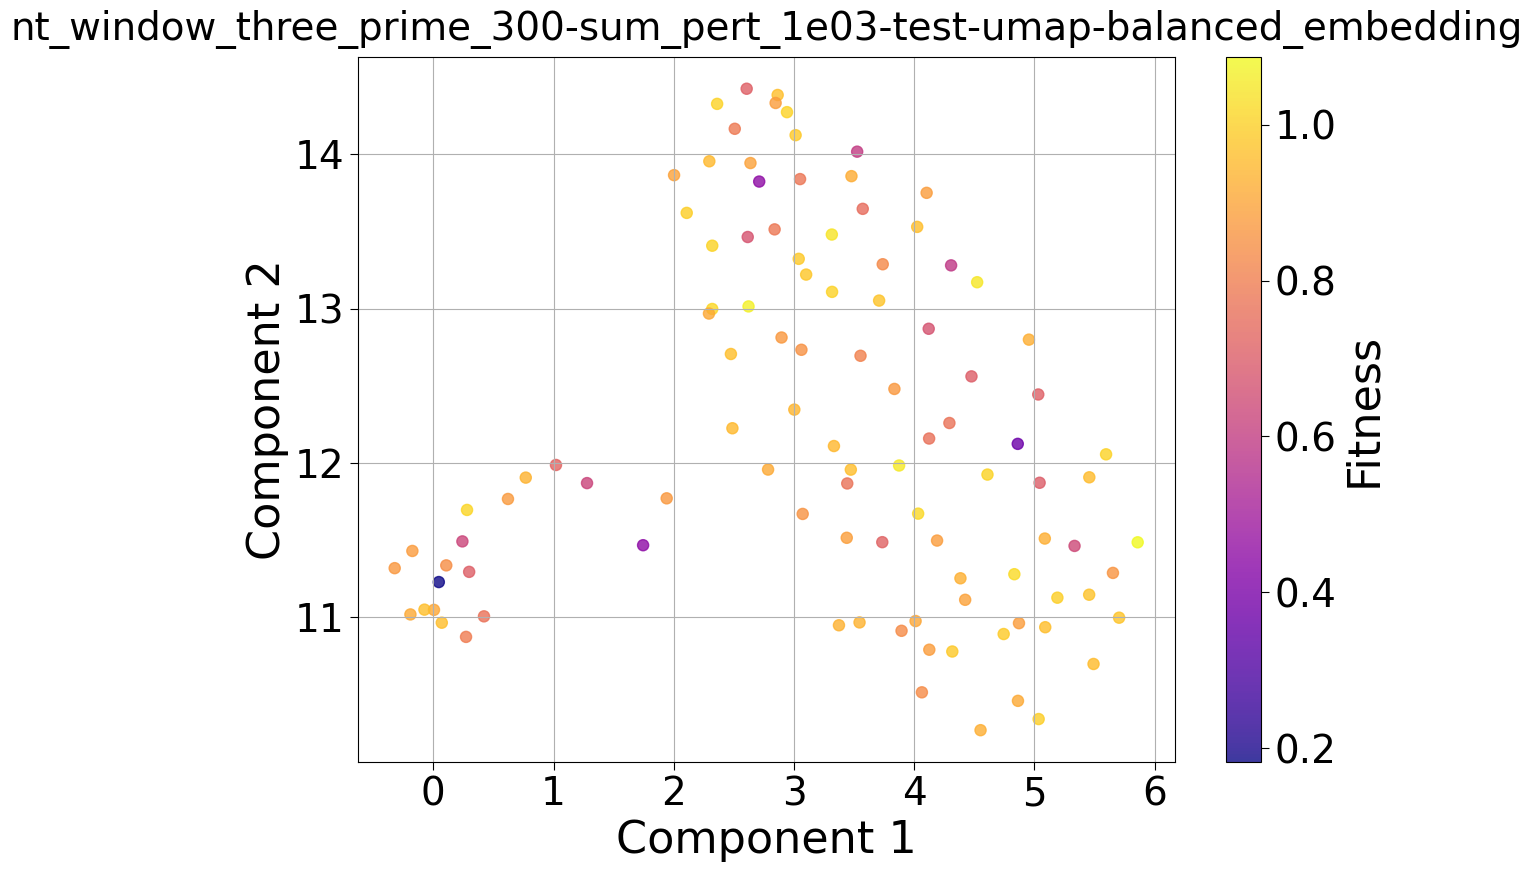 nt_window_three_prime_300-sum_pert_1e03-test-umap-balanced_embedding
14
13
12
11
Component 2
0 1 2 3 4 5 6
Component 1
1.0
0.8
0.6
0.4
0.2
Fitness